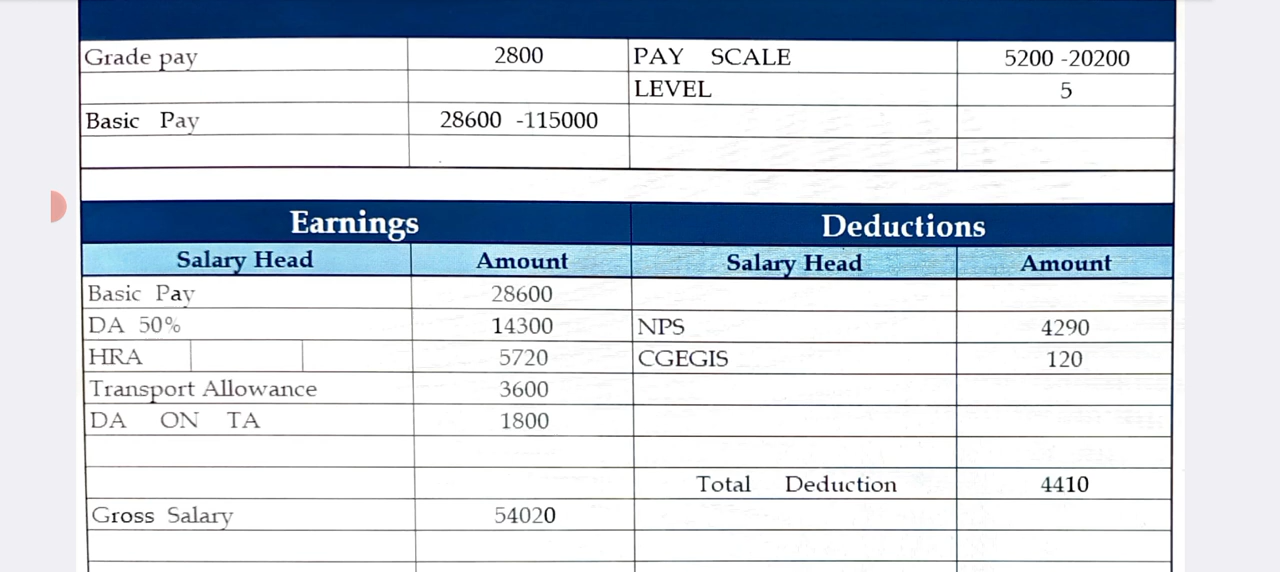 Grade pay 2800 PAY SCALE 5200 -20200
LEVEL 5
Basic Pay 28600 -115000
Earnings Deductions
Salary Head Amount Salary Head Amount
Basic Pay 28600
DA 50% 14300 NPS 4290
HRA 5720 CGEGIS 120
Transport Allowance 3600
DA ON TA 1800
Total Deduction 4410
Gross Salary 54020